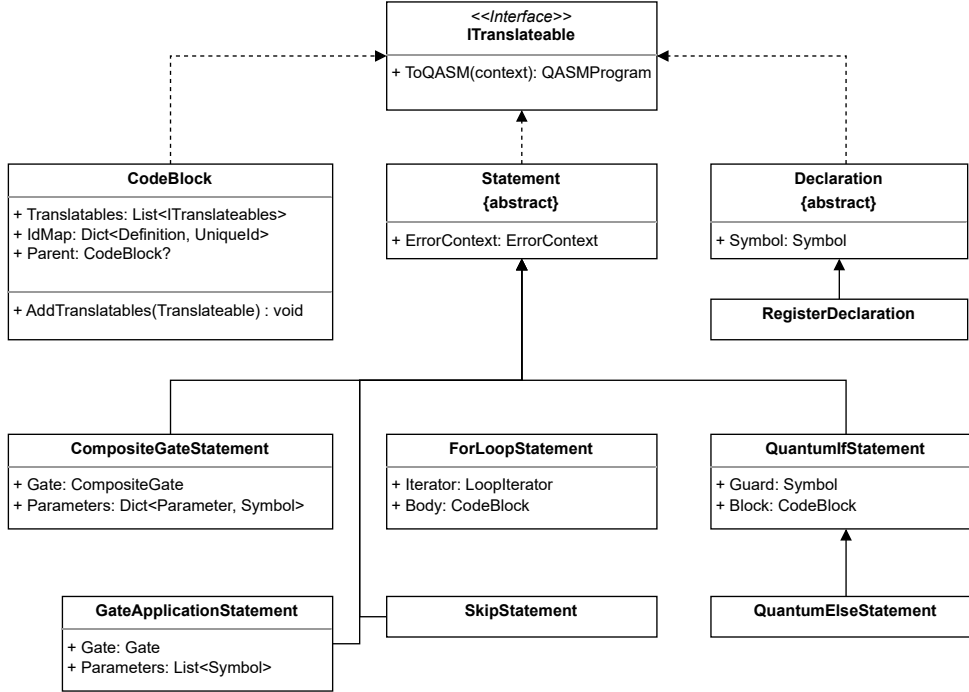 <<Interface>>
ITranslateable
+ ToQASM(context): QASMProgram
CodeBlock
+ Translatables: List<ITranslateables>
+ IdMap: Dict<Definition, UniqueId>
+ Parent: CodeBlock?
+ AddTranslatables(Translateable) : void
Statement
{abstract}
+ ErrorContext: ErrorContext
Declaration
{abstract}
+ Symbol: Symbol
RegisterDeclaration
CompositeGateStatement
+ Gate: CompositeGate
+ Parameters: Dict<Parameter, Symbol>
ForLoopStatement
+ Iterator: LoopIterator
+ Body: CodeBlock
QuantumIfStatement
+ Guard: Symbol
+ Block: CodeBlock
GateApplicationStatement
+ Gate: Gate
+ Parameters: List<Symbol>
SkipStatement
QuantumElseStatement